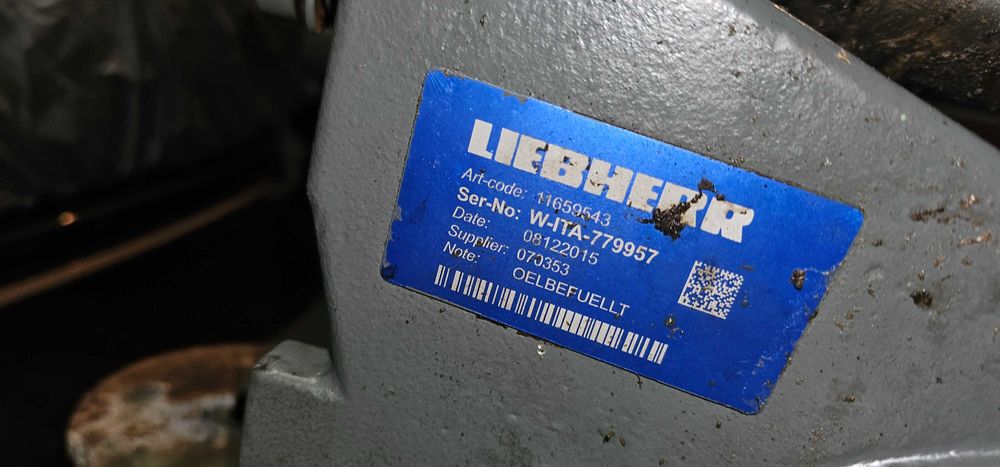 LIEBHERR
Art-code: 11659543
Ser-No: W-ITA-779957
Date: 08122015
Supplier: 070353
Note: OELBEFUELLT